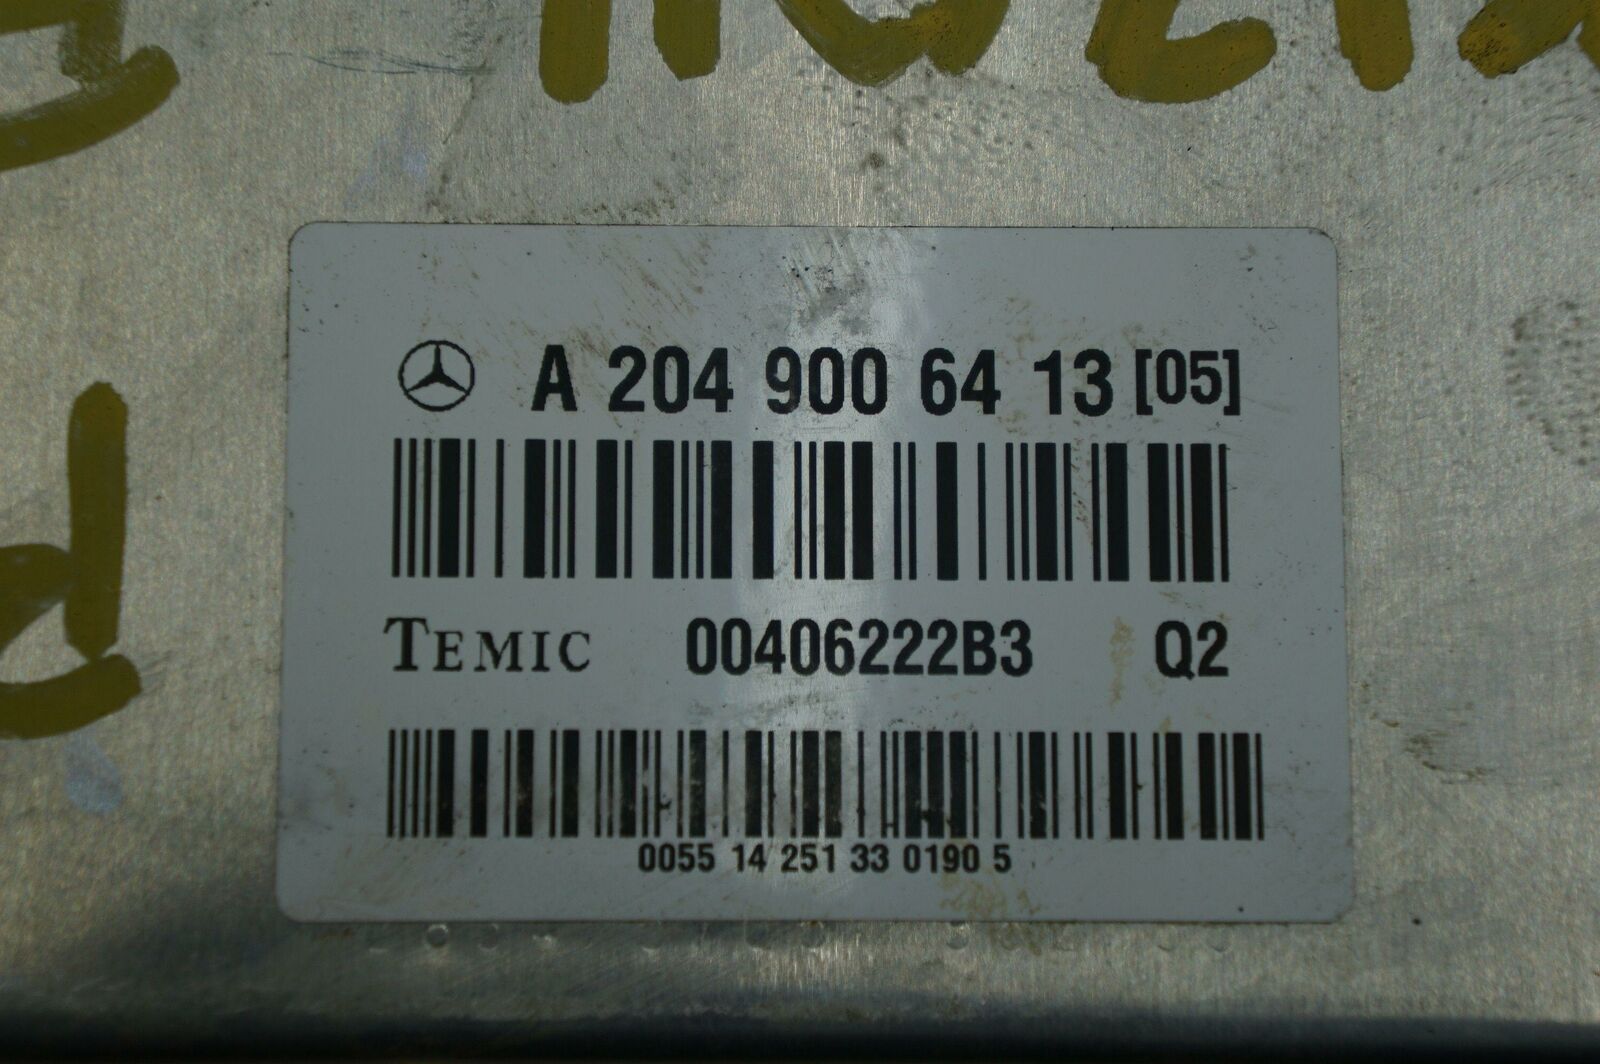 A 204 900 64 13 [05]
TEMIC 00406222B3 Q2
0055 14 251 33 0190 5